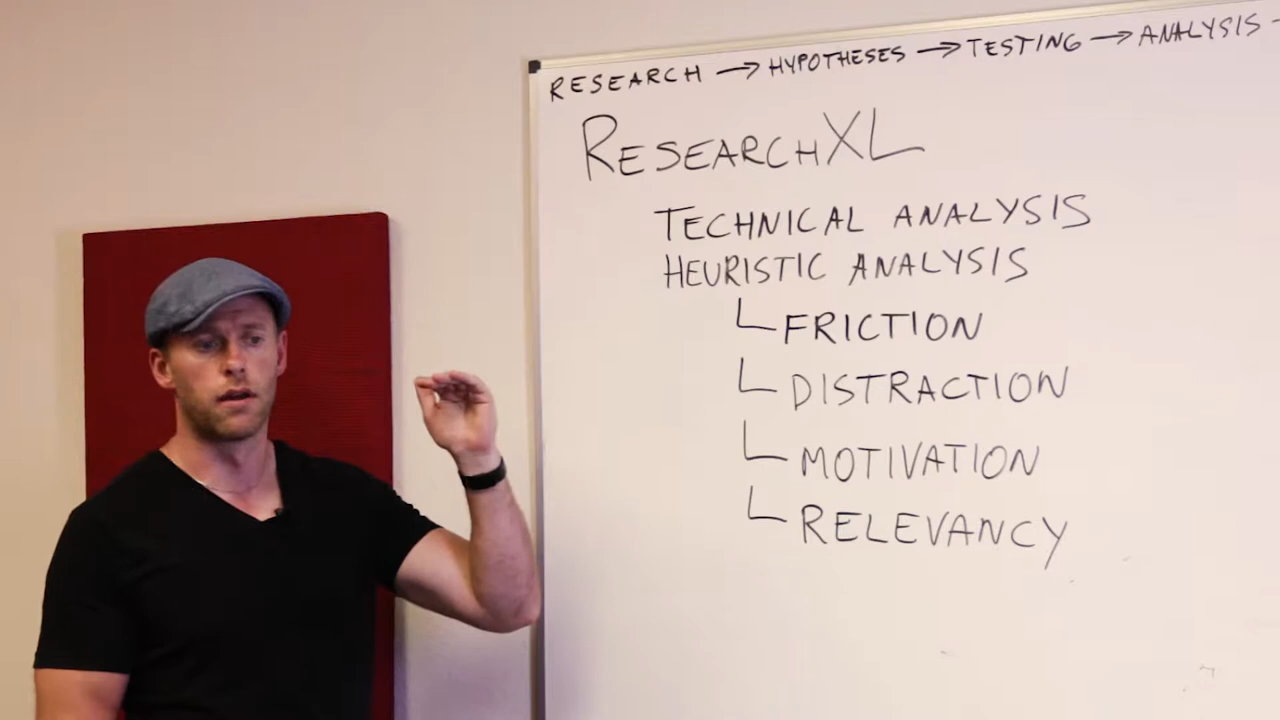 RESEARCH → HYPOTHESES → TESTING → ANALYSIS -
RESEARCHXL
TECHNICAL ANALYSIS
HEURISTIC ANALYSIS
FRICTION
DISTRACTION
MOTIVATION
RELEVANCY